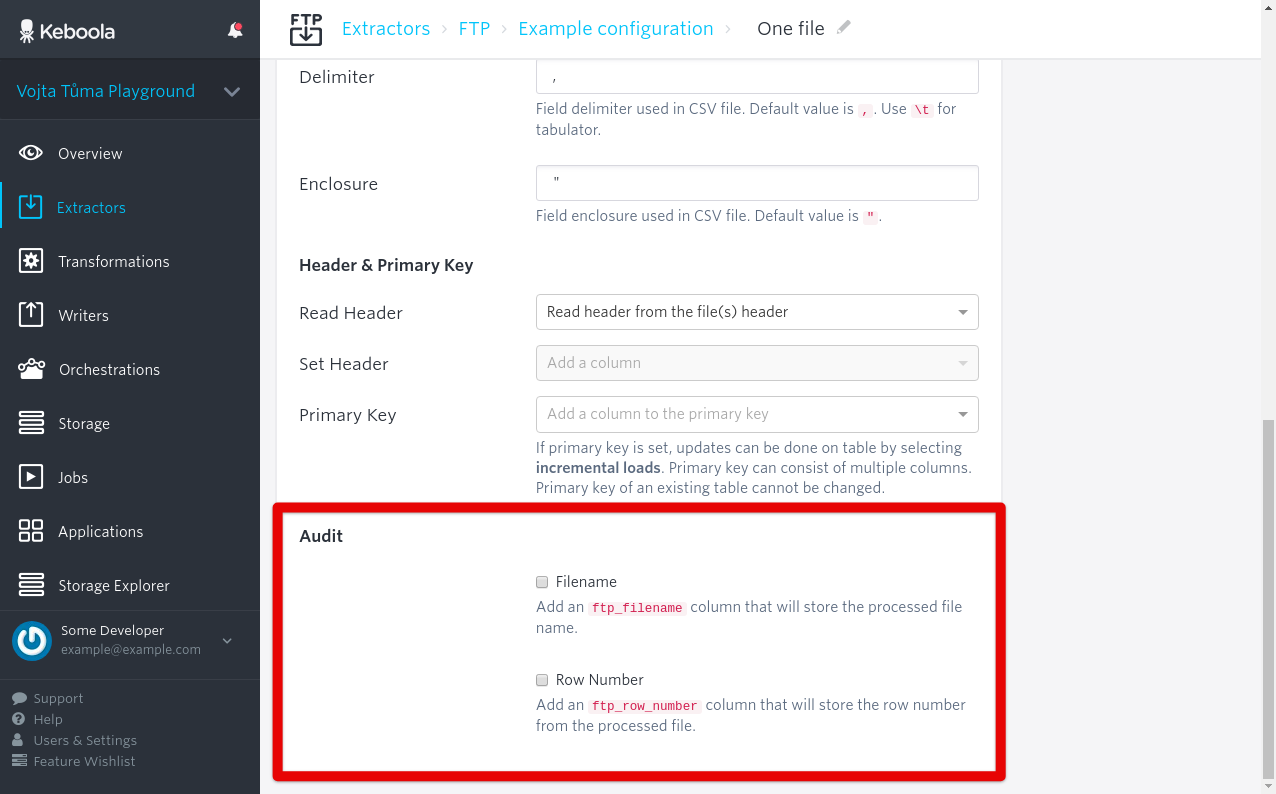 Keboola
Vojta Tůma Playground
Overview
Extractors
Transformations
Writers
Orchestrations
Storage
Jobs
Applications
Storage Explorer
Some Developer
example@example.com
Support
Help
Users & Settings
Feature Wishlist
FTP Extractors › FTP › Example configuration › One file
Delimiter ,
Field delimiter used in CSV file. Default value is , . Use \t for
tabulator.
Enclosure "
Field enclosure used in CSV file. Default value is " .
Header & Primary Key
Read Header Read header from the file(s) header
Set Header Add a column
Primary Key Add a column to the primary key
If primary key is set, updates can be done on table by selecting
incremental loads. Primary key can consist of multiple columns.
Primary key of an existing table cannot be changed.
Audit
Filename
Add an ftp_filename column that will store the processed file
name.
Row Number
Add an ftp_row_number column that will store the row number
from the processed file.